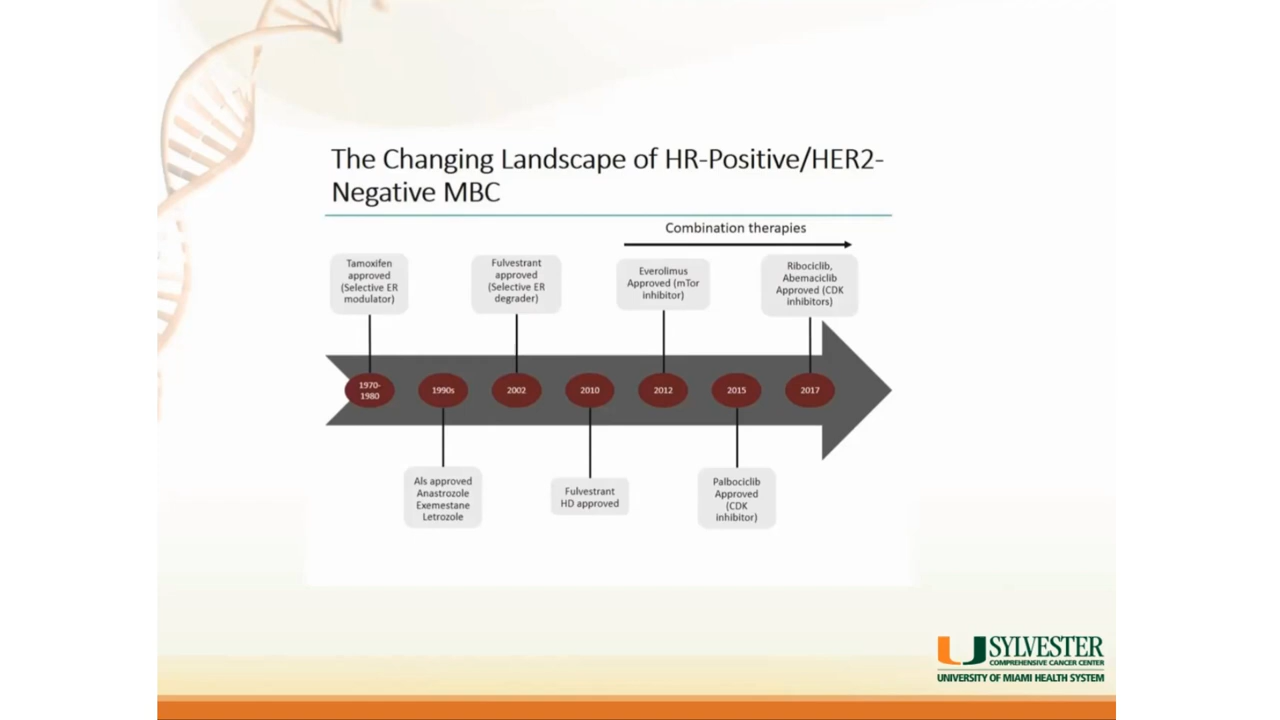 The Changing Landscape of HR-Positive/HER2-
Negative MBC
Combination therapies
Tamoxifen
approved
(Selective ER
modulator)
Fulvestrant
approved
(Selective ER
degrader)
Everolimus
Approved (mTor
inhibitor)
Ribociclib,
Abemaciclib
Approved (CDK
inhibitors)
1970-
1980
1990s
2002
2010
2012
2015
2017
AIs approved
Anastrozole
Exemestane
Letrozole
Fulvestrant
HD approved
Palbociclib
Approved
(CDK
inhibitor)
SYLVESTER
COMPREHENSIVE CANCER CENTER
UNIVERSITY OF MIAMI HEALTH SYSTEM